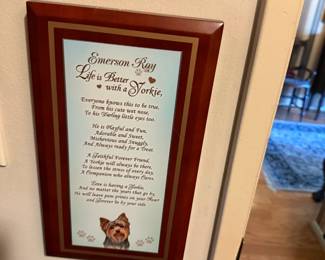 Emerson Ray
Life is Better
with a Yorkie,
Everyone knows this to be true,
From his cute wet nose,
To his Darling little eyes too.
He is Playful and Fun,
Adorable and Sweet,
Mischievous and Snuggly,
And Always ready for a Treat.
A Faithful Forever Friend,
A Yorkie will always be there,
To lessen the stress of every day,
A Companion who always Cares.
Love is having a Yorkie,
And no matter the years that go by,
He will leave paw prints on your Heart
and Forever be by your side.